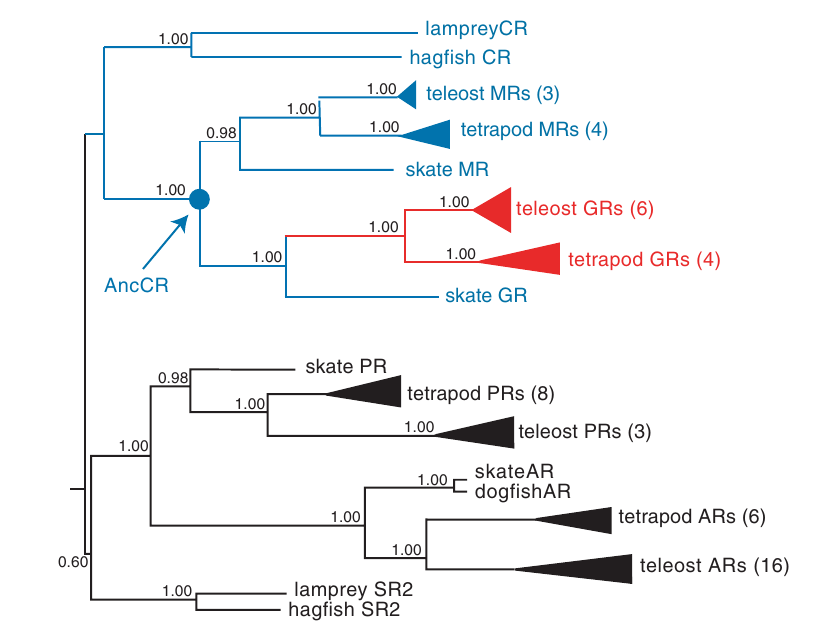 lampreyCR
1.00
hagfish CR
1.00
teleost MRs (3)
1.00
1.00
tetrapod MRs (4)
0.98
skate MR
1.00
1.00
teleost GRs (6)
1.00
1.00
tetrapod GRs (4)
1.00
AncCR
skate GR
skate PR
0.98
tetrapod PRs (8)
1.00
1.00
teleost PRs (3)
1.00
skateAR
1.00
dogfishAR
1.00
tetrapod ARs (6)
1.00
teleost ARs (16)
0.60
1.00
lamprey SR2
hagfish SR2